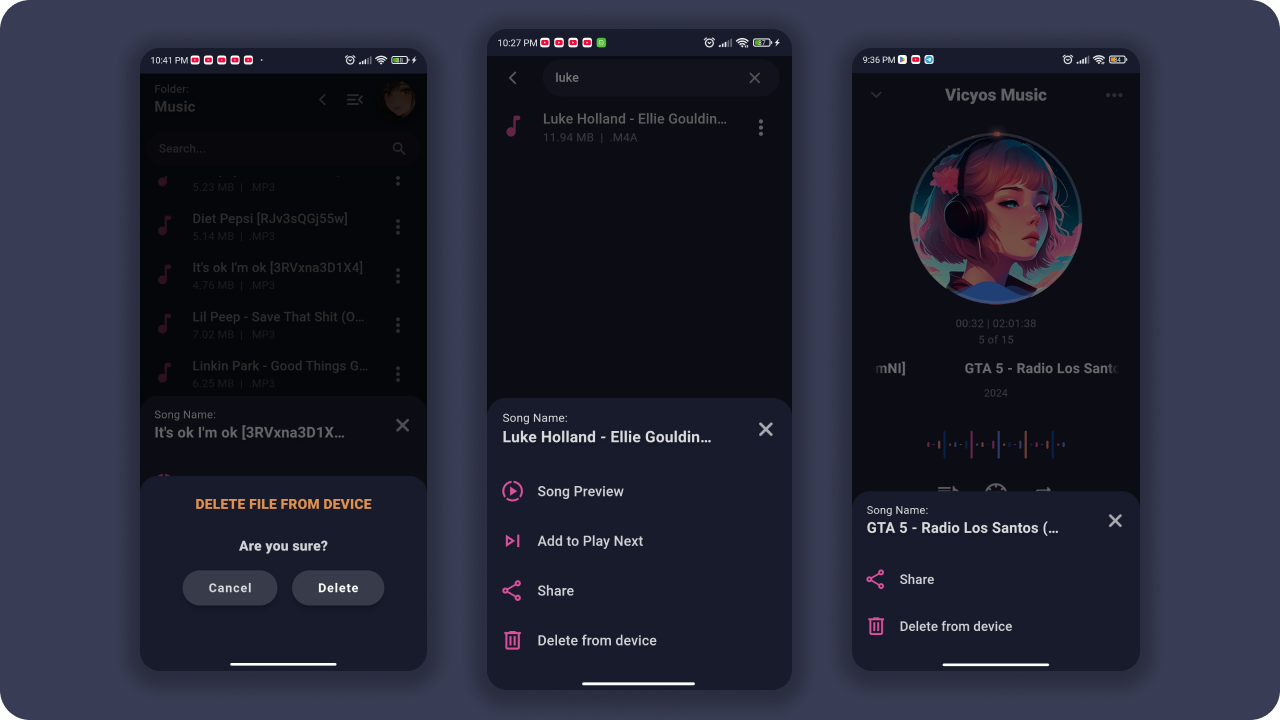 10:41 PM
Folder:
Music
Search...
5.23 MB | .MP3
Diet Pepsi [RJv3sQGj55w]
5.14 MB | .MP3
It's ok I'm ok [3RVxna3D1X4]
4.76 MB | .MP3
Lil Peep - Save That Shit (O...
7.02 MB | .MP3
Linkin Park - Good Things G...
6.25 MB | .MP3
Song Name:
It's ok I'm ok [3RVxna3D1X...
DELETE FILE FROM DEVICE
Are you sure?
Cancel
Delete
10:27 PM
luke
Luke Holland - Ellie Gouldin...
11.94 MB | .M4A
Song Name:
Luke Holland - Ellie Gouldin...
Song Preview
Add to Play Next
Share
Delete from device
9:36 PM
Vicyos Music
00:32 | 02:01:38
5 of 15
mNI] GTA 5 - Radio Los Santo
2024
Song Name:
GTA 5 - Radio Los Santos (...
Share
Delete from device